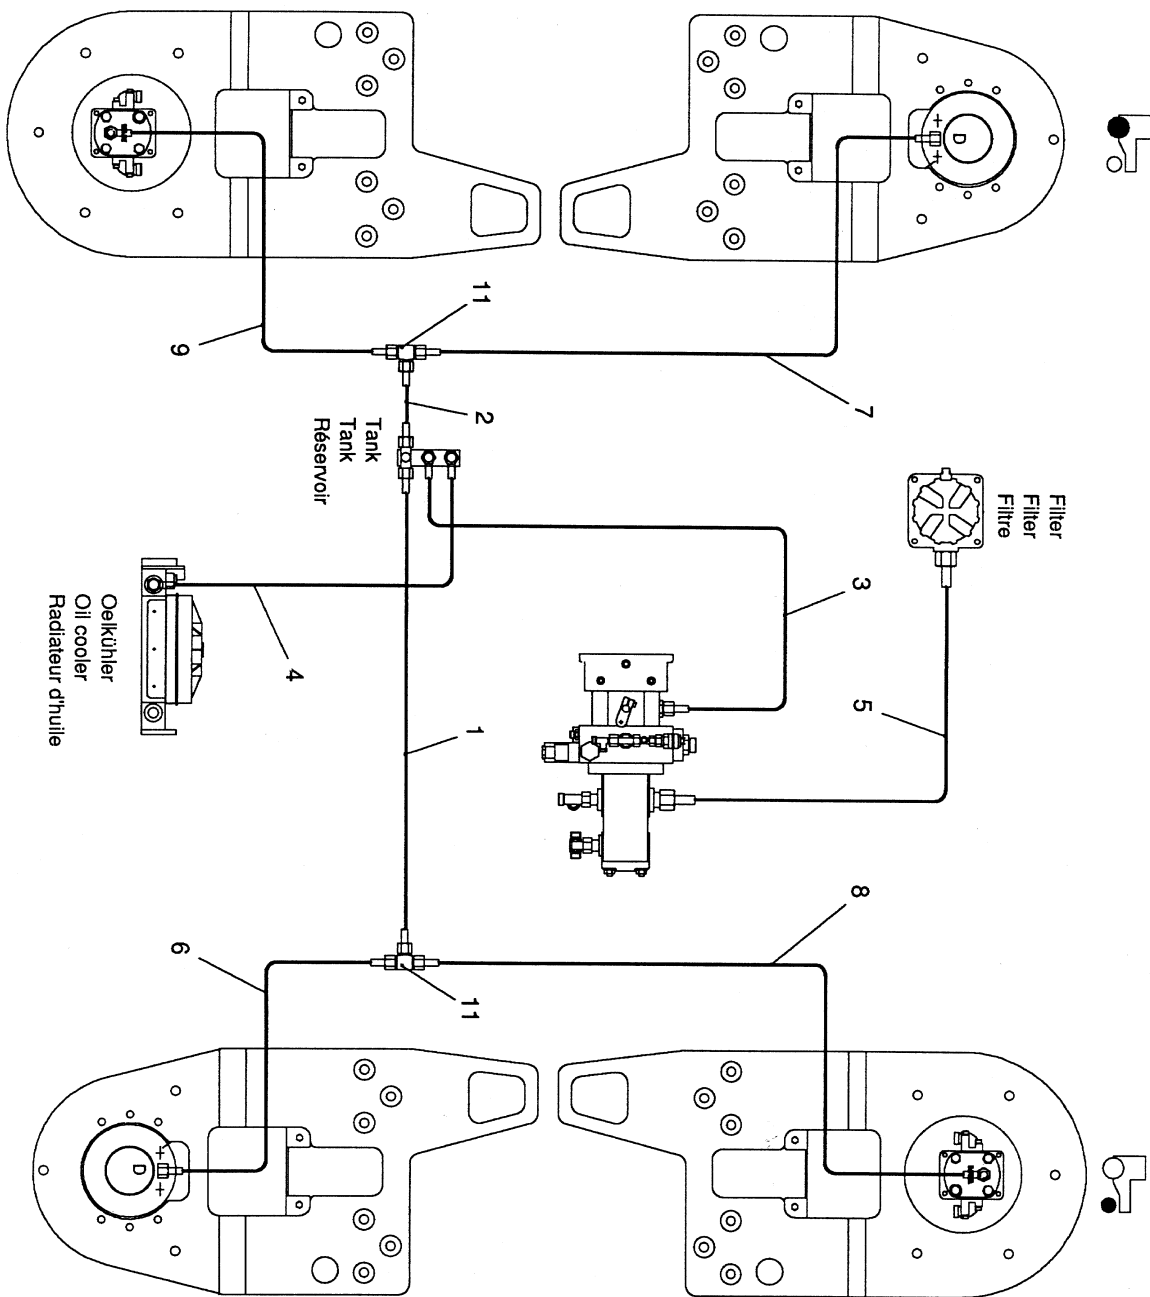 11
9
7
2
Tank
Tank
Réservoir
Filter
Filter
Filtre
3
4
Oelkühler
Oil cooler
Radiateur d'huile
5
1
8
6
11
D
D